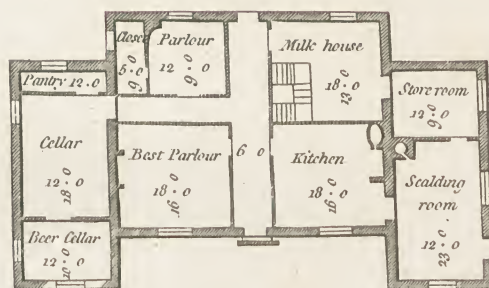 Closet
5 · 0
9
Parlour
12 · 0
9 · 0
Milk house
18 · 0
13
Pantry 12 · 0
Store room
12 · 0
9 · 0
Cellar
12 · 0
18 · 0
Best Parlour
18 · 0
16 · 0
6 0
Kitchen
18 · 0
16 · 0
Scalding
room
12 · 0
23 · 0
Beer Cellar
12 · 0
10 · 0